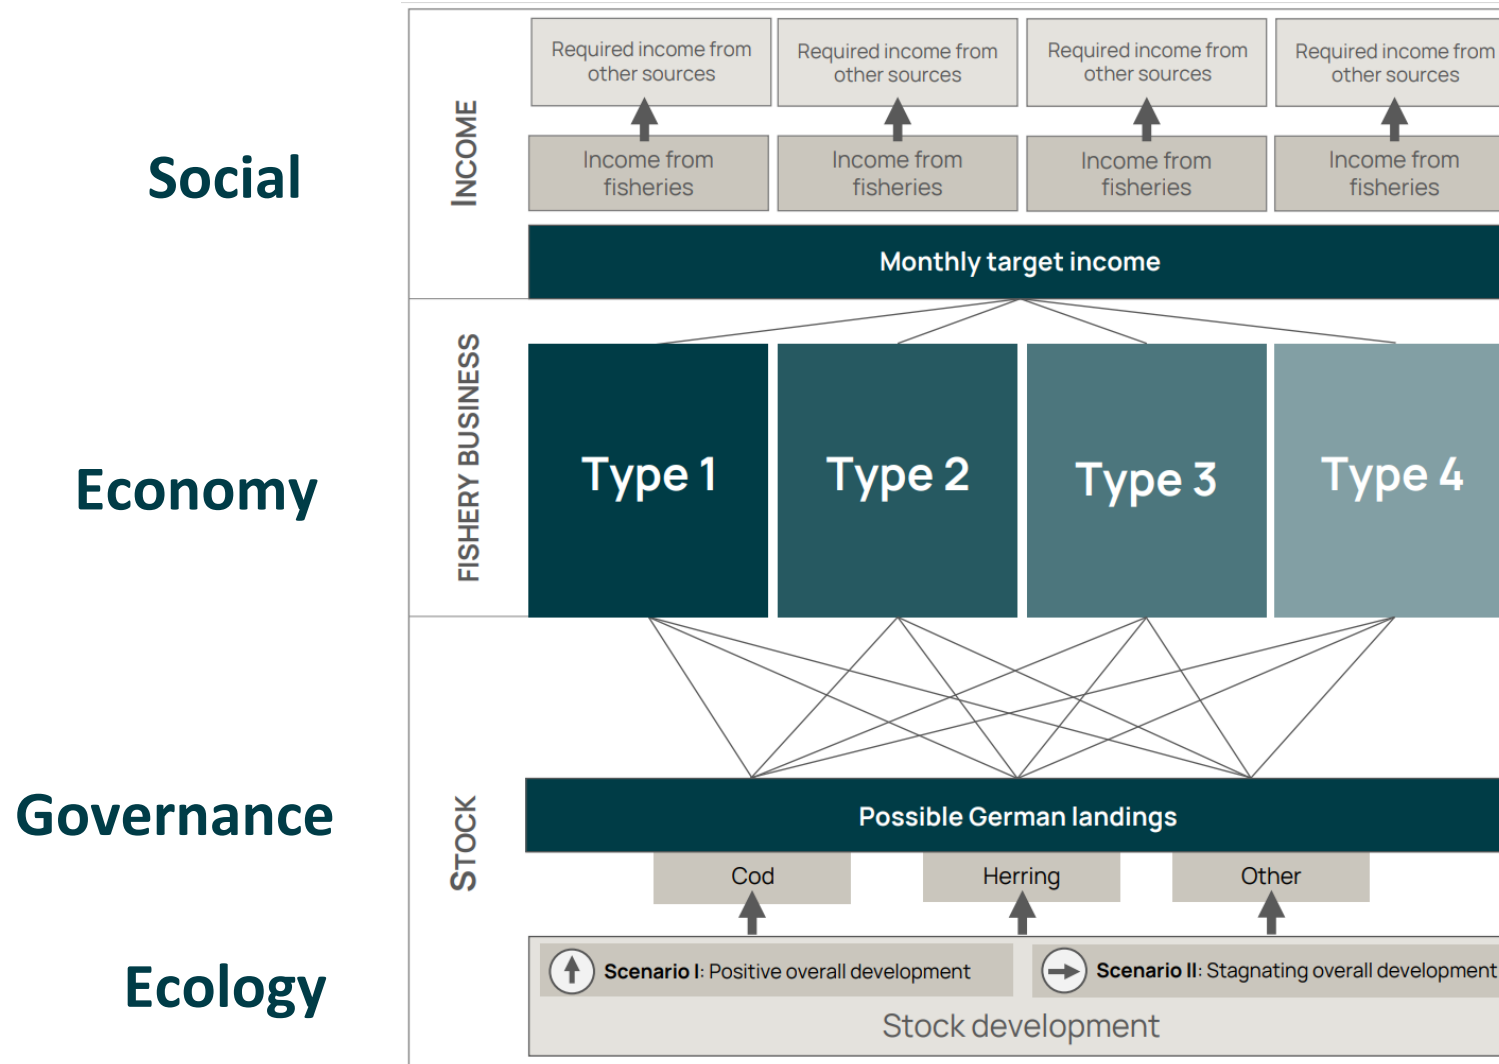 Social
INCOME
Required income from
other sources
Required income from
other sources
Required income from
other sources
Required income from
other sources
Income from
fisheries
Income from
fisheries
Income from
fisheries
Income from
fisheries
Monthly target income
Economy
FISHERY BUSINESS
Type 1
Type 2
Type 3
Type 4
Governance
STOCK
Possible German landings
Cod
Herring
Other
Ecology
Scenario I: Positive overall development
Scenario II: Stagnating overall development
Stock development